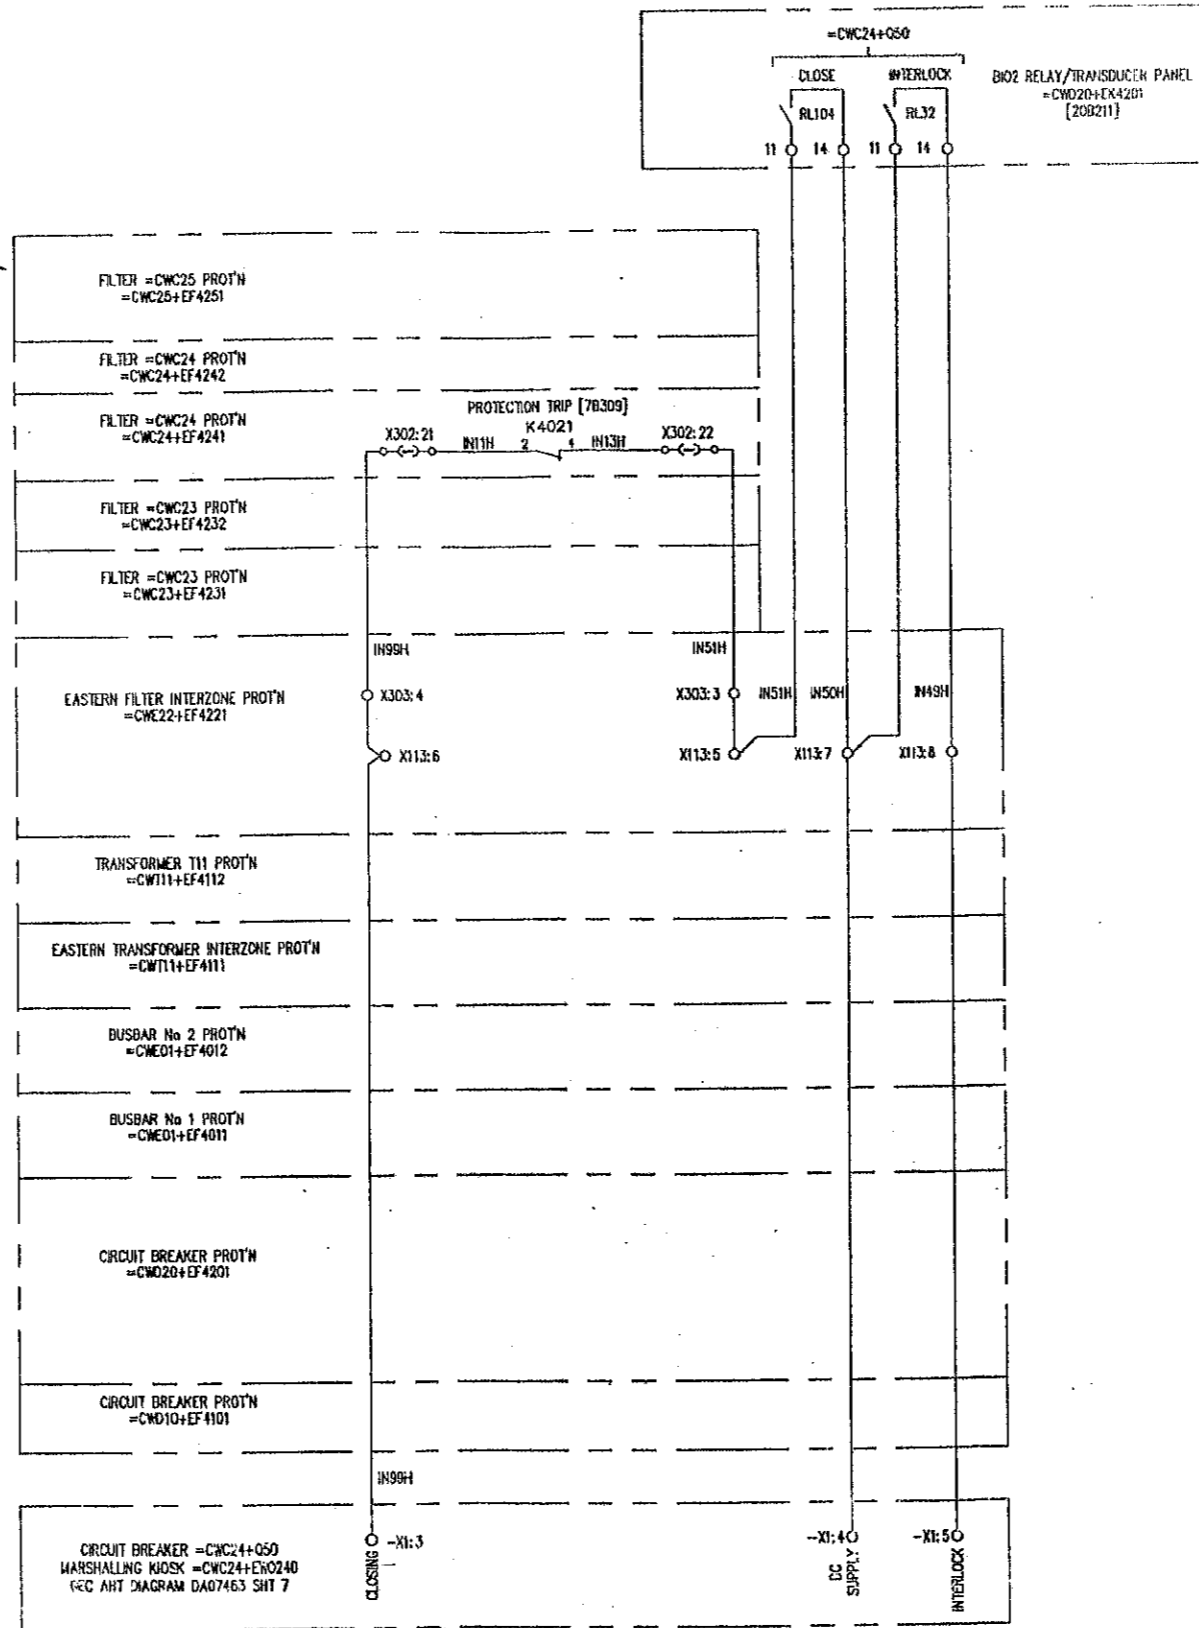 =CWC24+Q50
CLOSE INTERLOCK
BIO2 RELAY/TRANSDUCER PANEL
=CWD20+EK4201
[20B211]
RL104 RL32
11 14 11 14
FILTER =CWC25 PROT'N
=CWC25+EF4251
FILTER =CWC24 PROT'N
=CWC24+EF4242
FILTER =CWC24 PROT'N
=CWC24+EF4241
PROTECTION TRIP [7B309]
K4021
X302:21 IN11H 2 4 IN13H X302:22
FILTER =CWC23 PROT'N
=CWC23+EF4232
FILTER =CWC23 PROT'N
=CWC23+EF4231
IN99H IN51H
EASTERN FILTER INTERZONE PROT'N
=CWE22+EF4221
X303:4 X303:3 IN51H IN50H IN49H
X113:6 X113:5 X113:7 X113:8
TRANSFORMER T11 PROT'N
=CWT11+EF4112
EASTERN TRANSFORMER INTERZONE PROT'N
=CWT11+EF4111
BUSBAR No 2 PROT'N
=CWE01+EF4012
BUSBAR No 1 PROT'N
=CWE01+EF4011
CIRCUIT BREAKER PROT'N
=CWD20+EF4201
CIRCUIT BREAKER PROT'N
=CWD10+EF4101
IN99H
CIRCUIT BREAKER =CWC24+Q50
MARSHALLING KIOSK =CWC24+ERO240
GEC AHT DIAGRAM DA07463 SHT 7
-X1:3 -X1:4 -X1:5
CLOSING
DC
SUPPLY
INTERLOCK